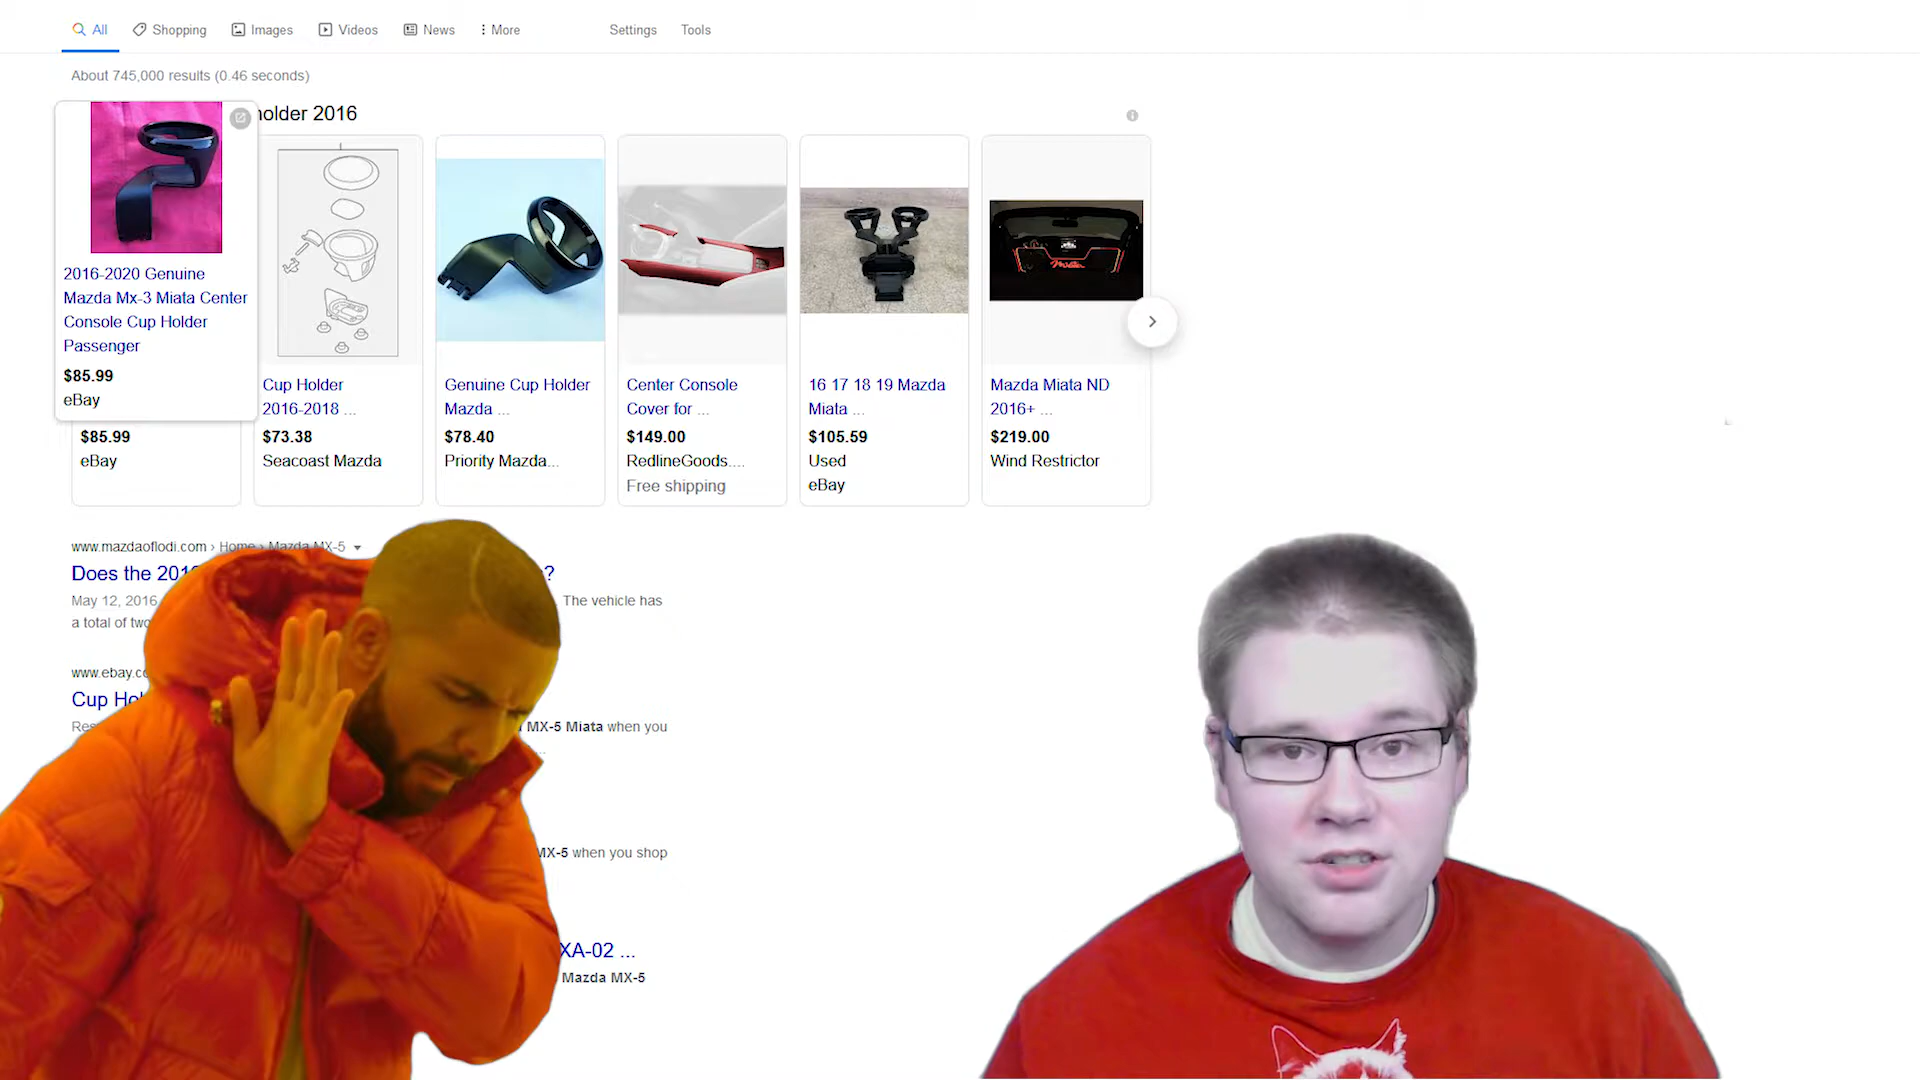 All
Shopping
Images
Videos
News
More
Settings
Tools
About 745,000 results (0.46 seconds)
holder 2016
2016-2020 Genuine
Mazda Mx-3 Miata Center
Console Cup Holder
Passenger
$85.99
eBay
$85.99
eBay
Cup Holder
2016-2018 ...
$73.38
Seacoast Mazda
Genuine Cup Holder
Mazda ...
$78.40
Priority Mazda...
Center Console
Cover for ...
$149.00
RedlineGoods....
Free shipping
16 17 18 19 Mazda
Miata ...
$105.59
Used
eBay
Mazda Miata ND
2016+ ...
$219.00
Wind Restrictor
www.mazdaoflodi.com › Home › Mazda MX-5
Does the 201 ?
May 12, 2016 The vehicle has
a total of two
www.ebay.co
Cup Hol
Res MX-5 Miata when you
...
MX-5 when you shop
XA-02 ...
Mazda MX-5